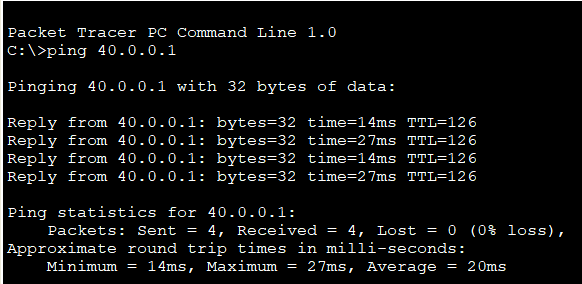 Packet Tracer PC Command Line 1.0
C:\>ping 40.0.0.1
Pinging 40.0.0.1 with 32 bytes of data:
Reply from 40.0.0.1: bytes=32 time=14ms TTL=126
Reply from 40.0.0.1: bytes=32 time=27ms TTL=126
Reply from 40.0.0.1: bytes=32 time=14ms TTL=126
Reply from 40.0.0.1: bytes=32 time=27ms TTL=126
Ping statistics for 40.0.0.1:
Packets: Sent = 4, Received = 4, Lost = 0 (0% loss),
Approximate round trip times in milli-seconds:
Minimum = 14ms, Maximum = 27ms, Average = 20ms